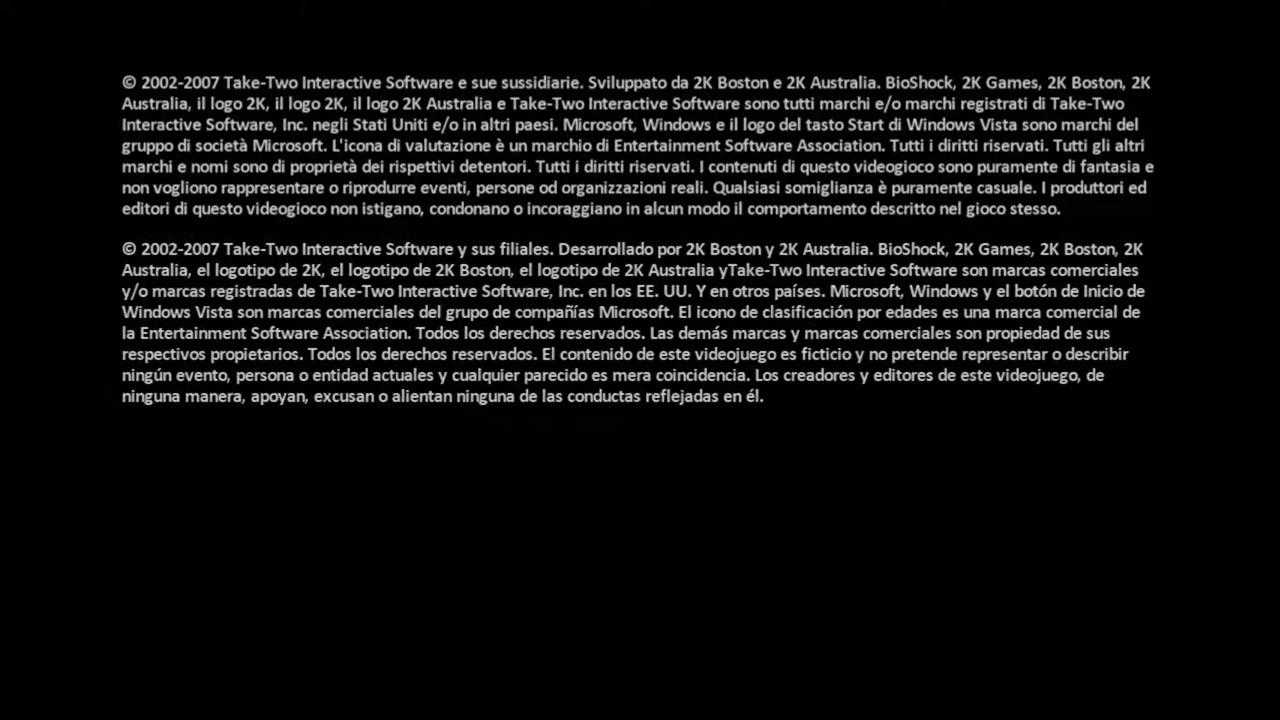 © 2002-2007 Take-Two Interactive Software e sue sussidiarie. Sviluppato da 2K Boston e 2K Australia. BioShock, 2K Games, 2K Boston, 2K
Australia, il logo 2K, il logo 2K, il logo 2K Australia e Take-Two Interactive Software sono tutti marchi e/o marchi registrati di Take-Two
Interactive Software, Inc. negli Stati Uniti e/o in altri paesi. Microsoft, Windows e il logo del tasto Start di Windows Vista sono marchi del
gruppo di società Microsoft. L'icona di valutazione è un marchio di Entertainment Software Association. Tutti i diritti riservati. Tutti gli altri
marchi e nomi sono di proprietà dei rispettivi detentori. Tutti i diritti riservati. I contenuti di questo videogioco sono puramente di fantasia e
non vogliono rappresentare o riprodurre eventi, persone od organizzazioni reali. Qualsiasi somiglianza è puramente casuale. I produttori ed
editori di questo videogioco non istigano, condonano o incoraggiano in alcun modo il comportamento descritto nel gioco stesso.
© 2002-2007 Take-Two Interactive Software y sus filiales. Desarrollado por 2K Boston y 2K Australia. BioShock, 2K Games, 2K Boston, 2K
Australia, el logotipo de 2K, el logotipo de 2K Boston, el logotipo de 2K Australia yTake-Two Interactive Software son marcas comerciales
y/o marcas registradas de Take-Two Interactive Software, Inc. en los EE. UU. Y en otros países. Microsoft, Windows y el botón de Inicio de
Windows Vista son marcas comerciales del grupo de compañías Microsoft. El icono de clasificación por edades es una marca comercial de
la Entertainment Software Association. Todos los derechos reservados. Las demás marcas y marcas comerciales son propiedad de sus
respectivos propietarios. Todos los derechos reservados. El contenido de este videojuego es ficticio y no pretende representar o describir
ningún evento, persona o entidad actuales y cualquier parecido es mera coincidencia. Los creadores y editores de este videojuego, de
ninguna manera, apoyan, excusan o alientan ninguna de las conductas reflejadas en él.